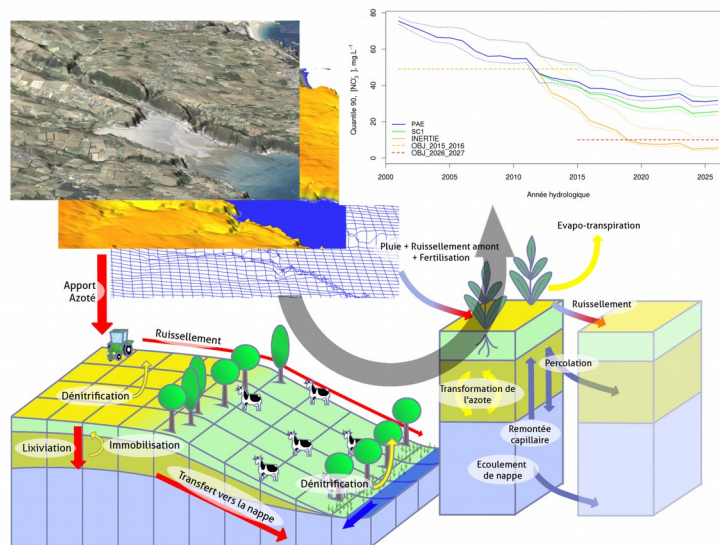 80
60
40
20
0
Quantile 90, [NO₃⁻], mg.L⁻¹
PAE
SC1
INERTIE
OBJ_2015_2016
OBJ_2026_2027
2000 2005 2010 2015 2020 2025
Année hydrologique
Evapo-transpiration
Pluie + Ruissellement amont
+ Fertilisation
Apport
Azoté
Ruissellement
Ruissellement
Dénitrification
Percolation
Transformation de
l'azote
Lixiviation
Immobilisation
Remontée
capillaire
Dénitrification
Ecoulement
de nappe
Transfert vers la nappe